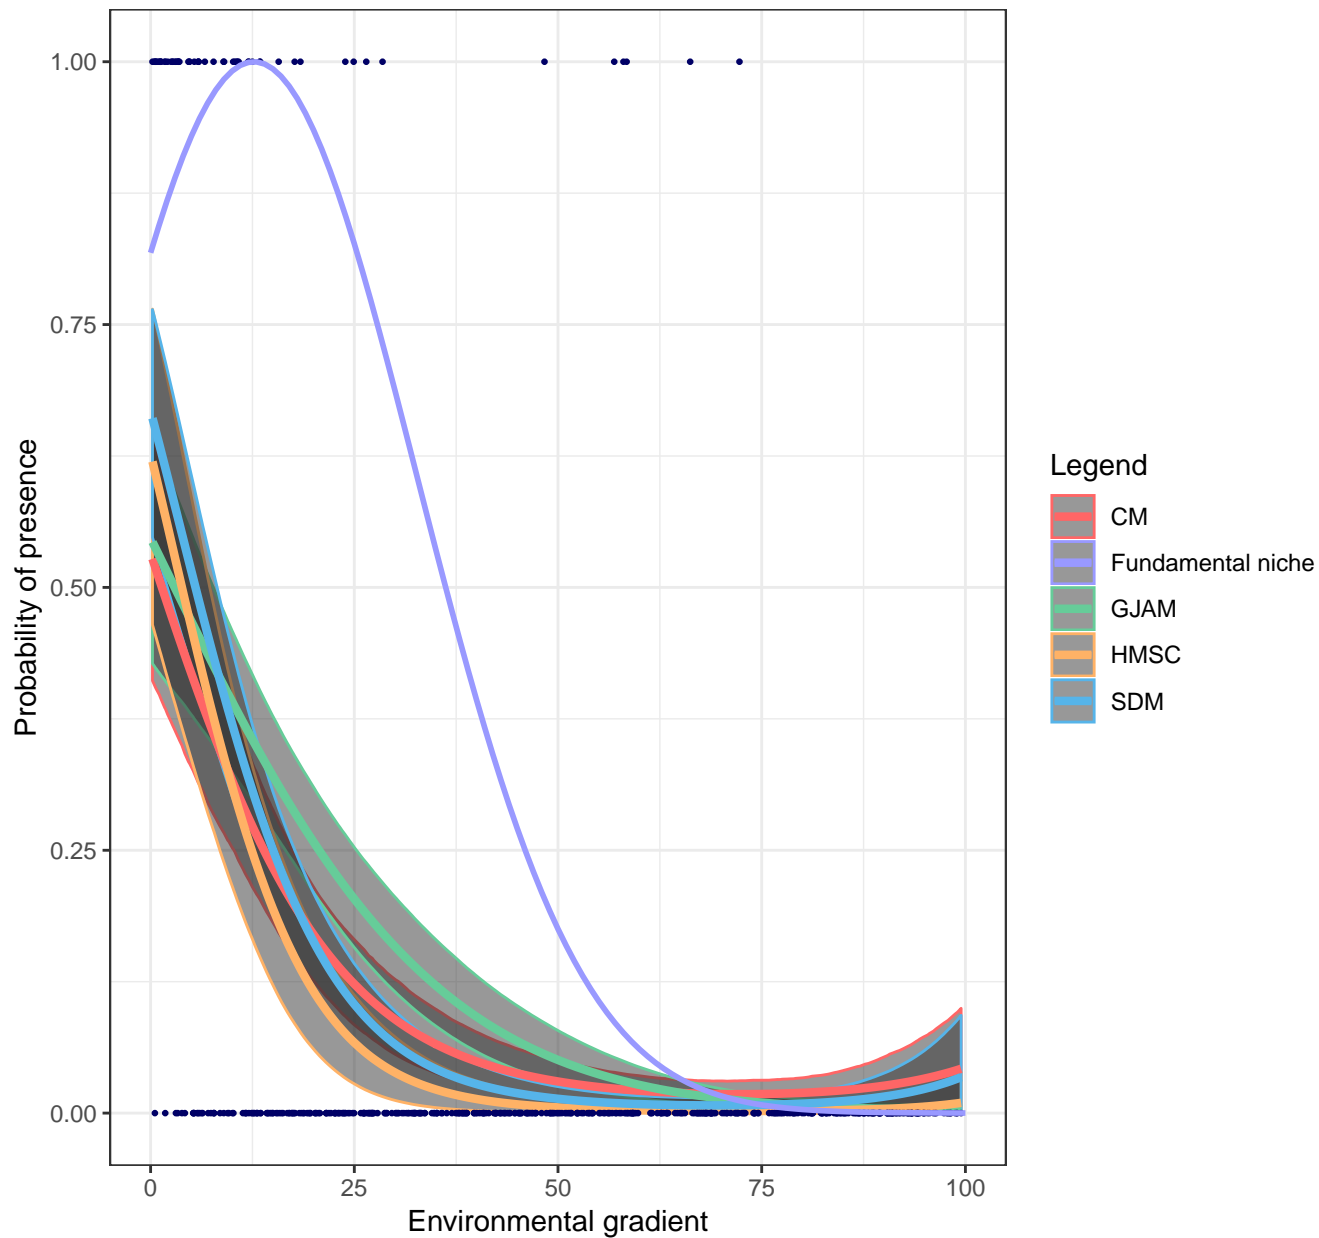 1.00
0.75
0.50
0.25
0.00
Probability of presence
0
25
50
75
100
Environmental gradient
Legend
CM
Fundamental niche
GJAM
HMSC
SDM